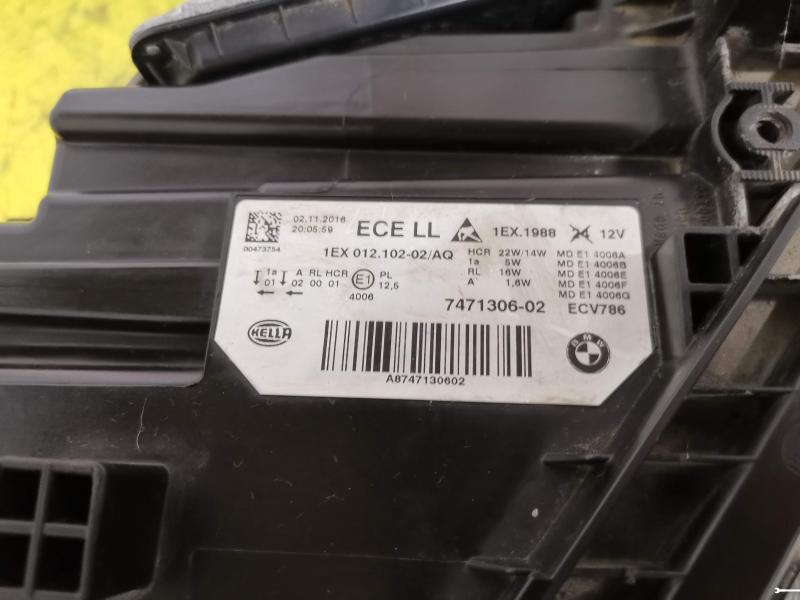 02.11.2016
20:05:59
ECE LL
1EX.1988
24
12V
00473754
1EX 012.102-02/AQ
HCR 22W/14W
1a 5W
RL 16W
A 1,6W
MD E1 4006A
MD E1 4006B
MD E1 4006E
MD E1 4006F
MD E1 4006G
1a A RL HCR
01 02 00 01
E1
PL
12,5
4006
7471306-02
ECV786
HELLA
A8747130602
BMW